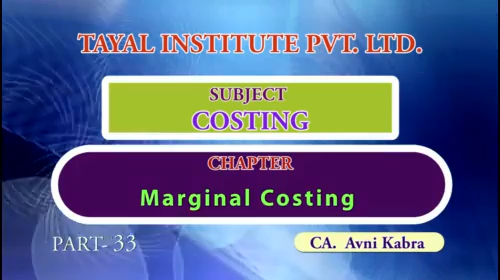 TAYAL INSTITUTE PVT. LTD.
SUBJECT
COSTING
CHAPTER
Marginal Costing
PART- 33
CA. Avni Kabra